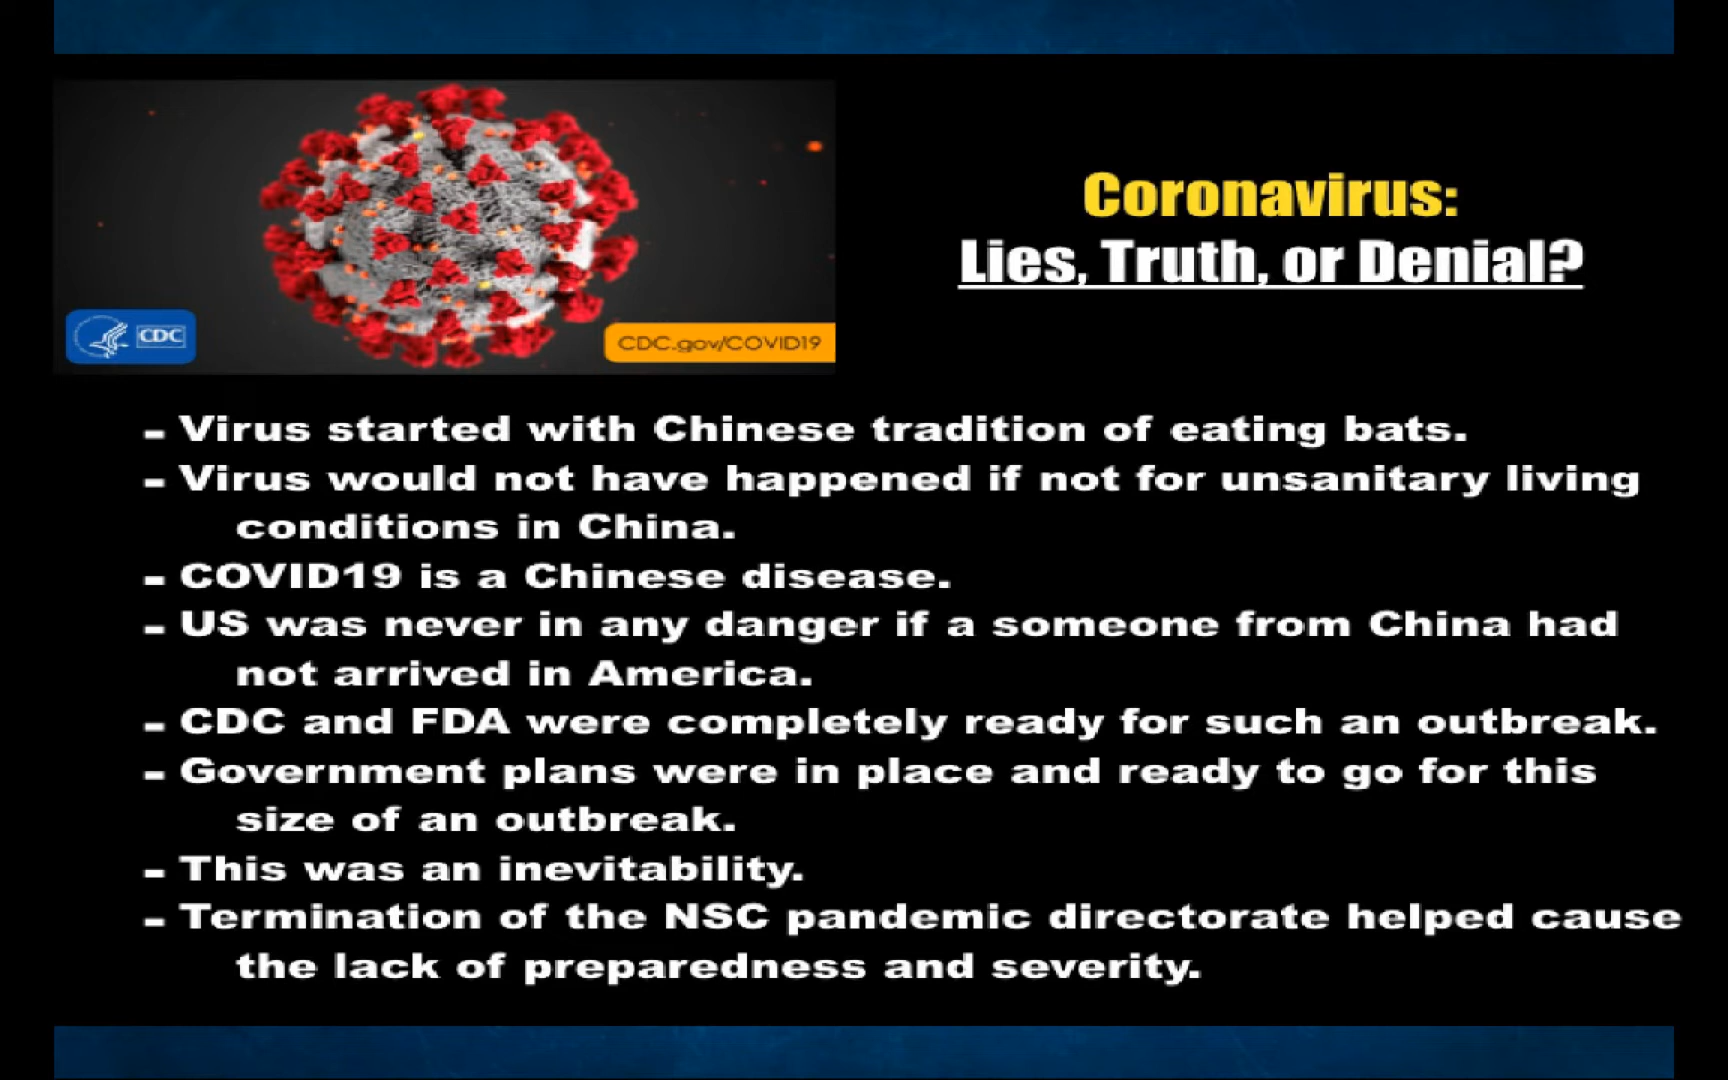 Coronavirus:
Lies, Truth, or Denial?
CDC
CDC.gov/COVID19
- Virus started with Chinese tradition of eating bats.
- Virus would not have happened if not for unsanitary living
conditions in China.
- COVID19 is a Chinese disease.
- US was never in any danger if a someone from China had
not arrived in America.
- CDC and FDA were completely ready for such an outbreak.
- Government plans were in place and ready to go for this
size of an outbreak.
- This was an inevitability.
- Termination of the NSC pandemic directorate helped cause
the lack of preparedness and severity.